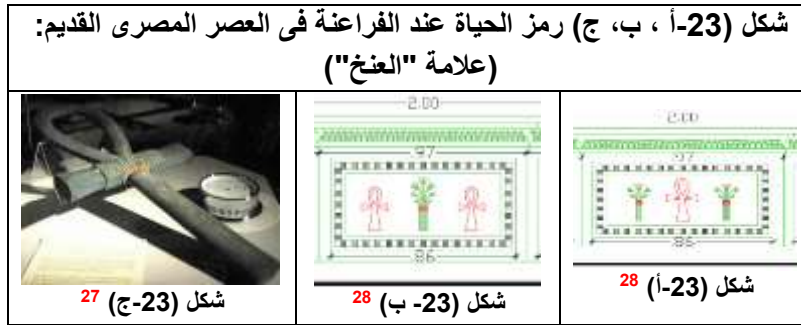 شكل (23-أ ، ب، ج) رمز الحياة عند الفراعنة فى العصر المصرى القديم:
(علامة "العنخ")
2.00
.97
.86
شكل (23-أ) 28
2.00
.97
.86
شكل (23- ب) 28
شكل (23-ج) 27